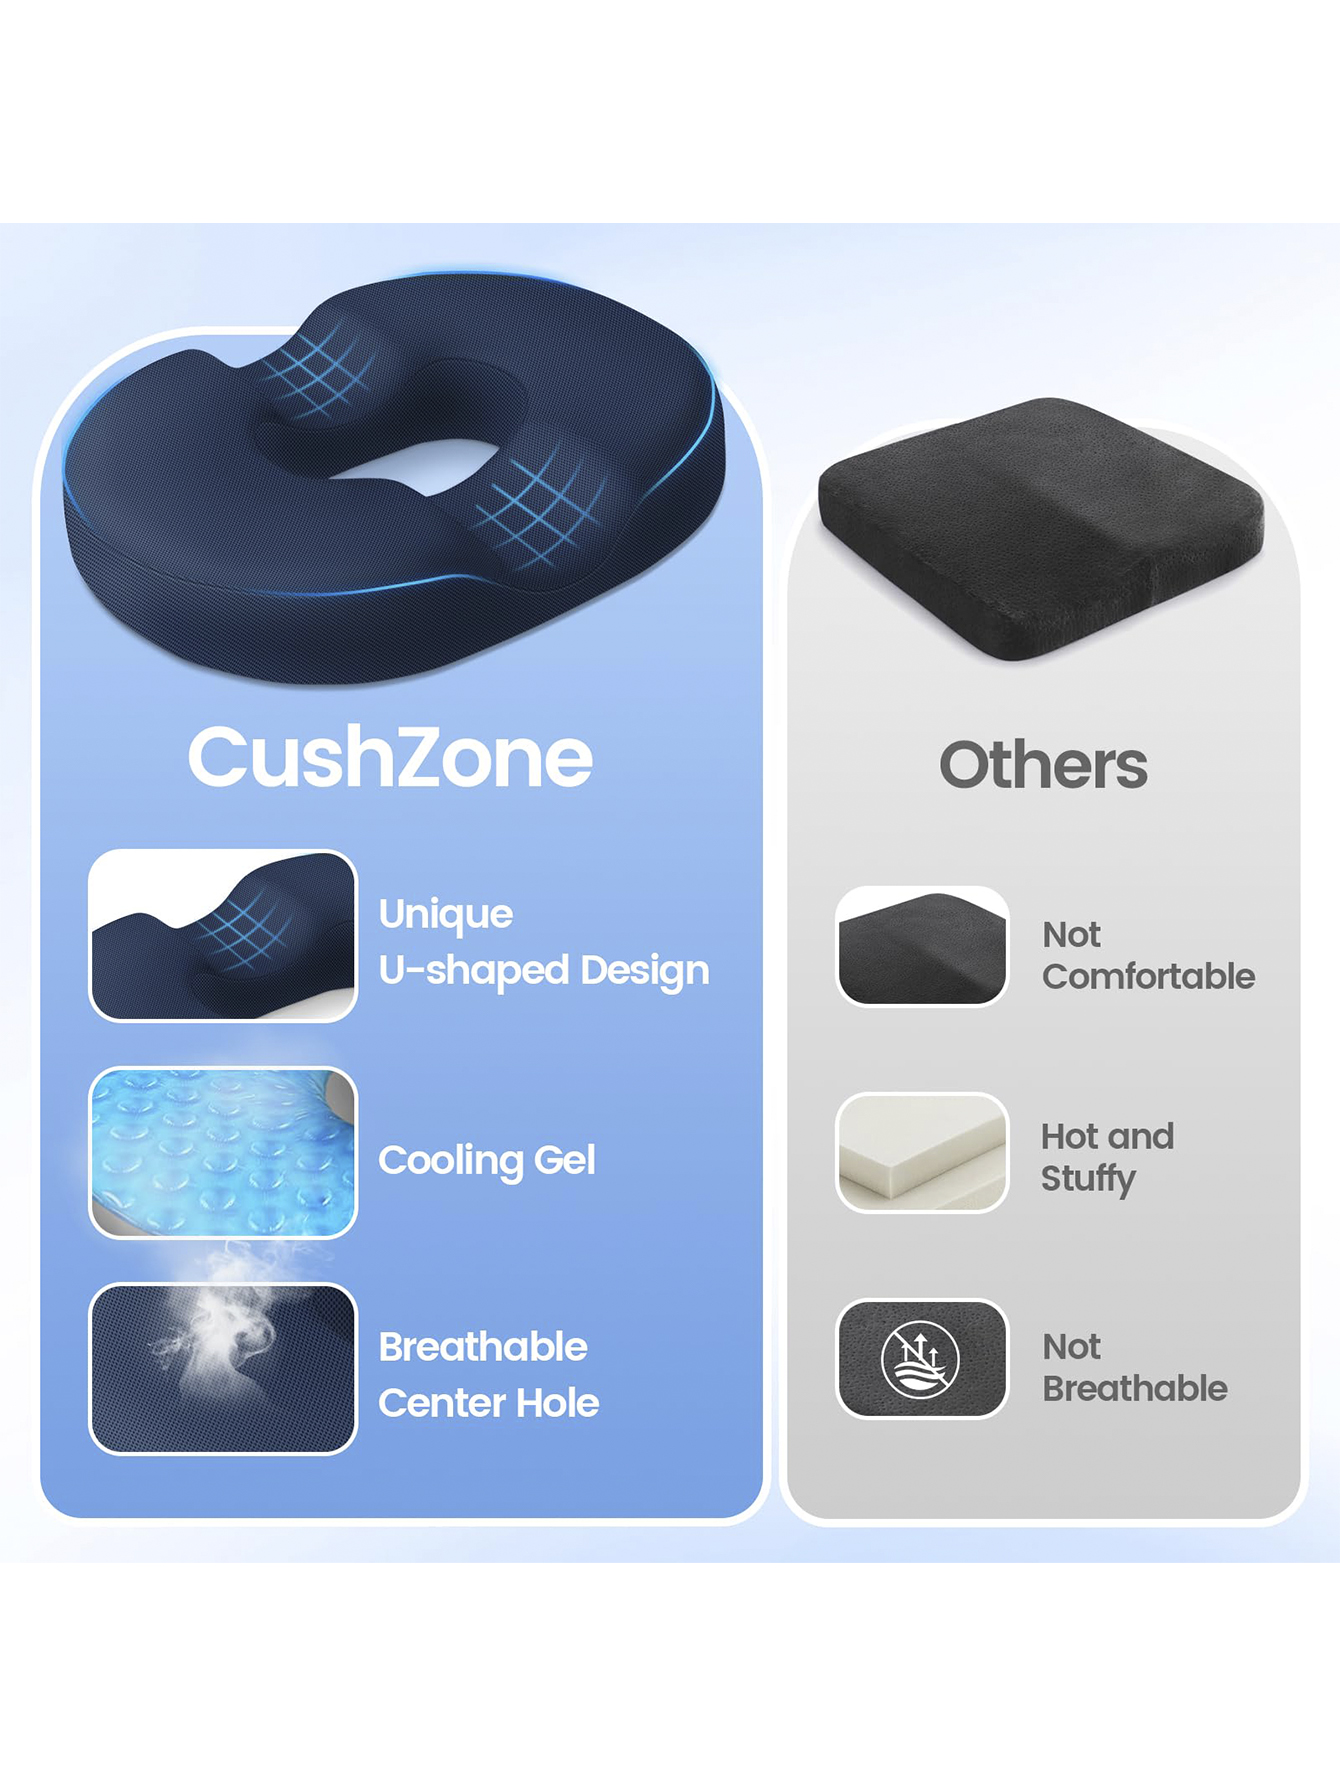 CushZone
Unique
U-shaped Design
Cooling Gel
Breathable
Center Hole
Others
Not
Comfortable
Hot and
Stuffy
Not
Breathable